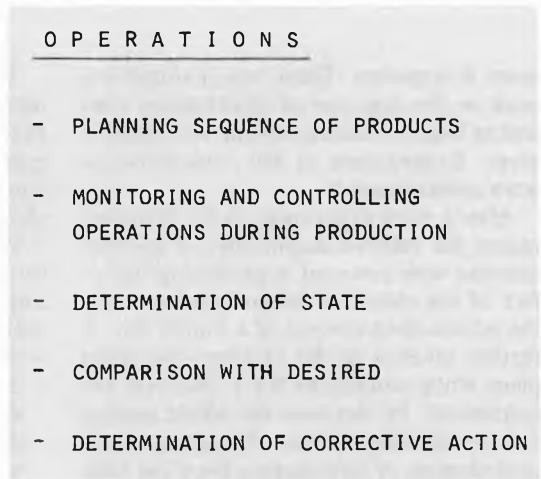 O P E R A T I O N S
- PLANNING SEQUENCE OF PRODUCTS
- MONITORING AND CONTROLLING
OPERATIONS DURING PRODUCTION
- DETERMINATION OF STATE
- COMPARISON WITH DESIRED
- DETERMINATION OF CORRECTIVE ACTION